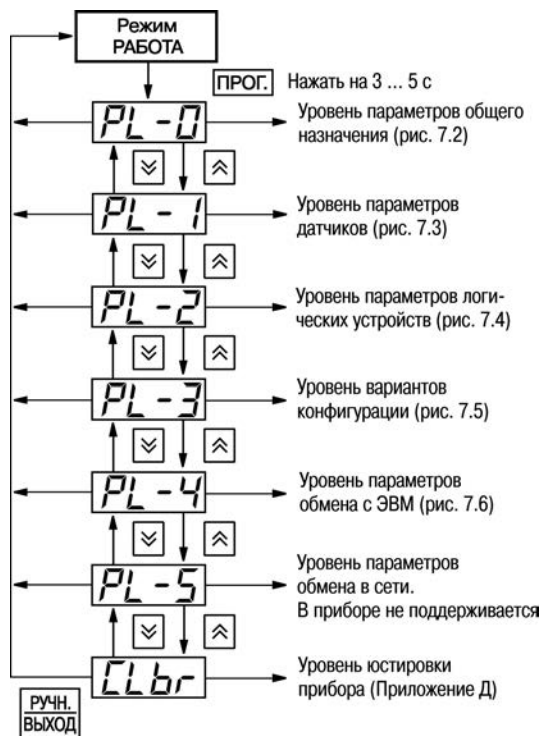 Режим
РАБОТА
ПРОГ. Нажать на 3 ... 5 с
PL-0
Уровень параметров общего
назначения (рис. 7.2)
PL-1
Уровень параметров
датчиков (рис. 7.3)
PL-2
Уровень параметров логи-
ческих устройств (рис. 7.4)
PL-3
Уровень вариантов
конфигурации (рис. 7.5)
PL-4
Уровень параметров
обмена с ЭВМ (рис. 7.6)
PL-5
Уровень параметров
обмена в сети.
В приборе не поддерживается
CLbr
Уровень юстировки
прибора (Приложение Д)
РУЧН.
ВЫХОД